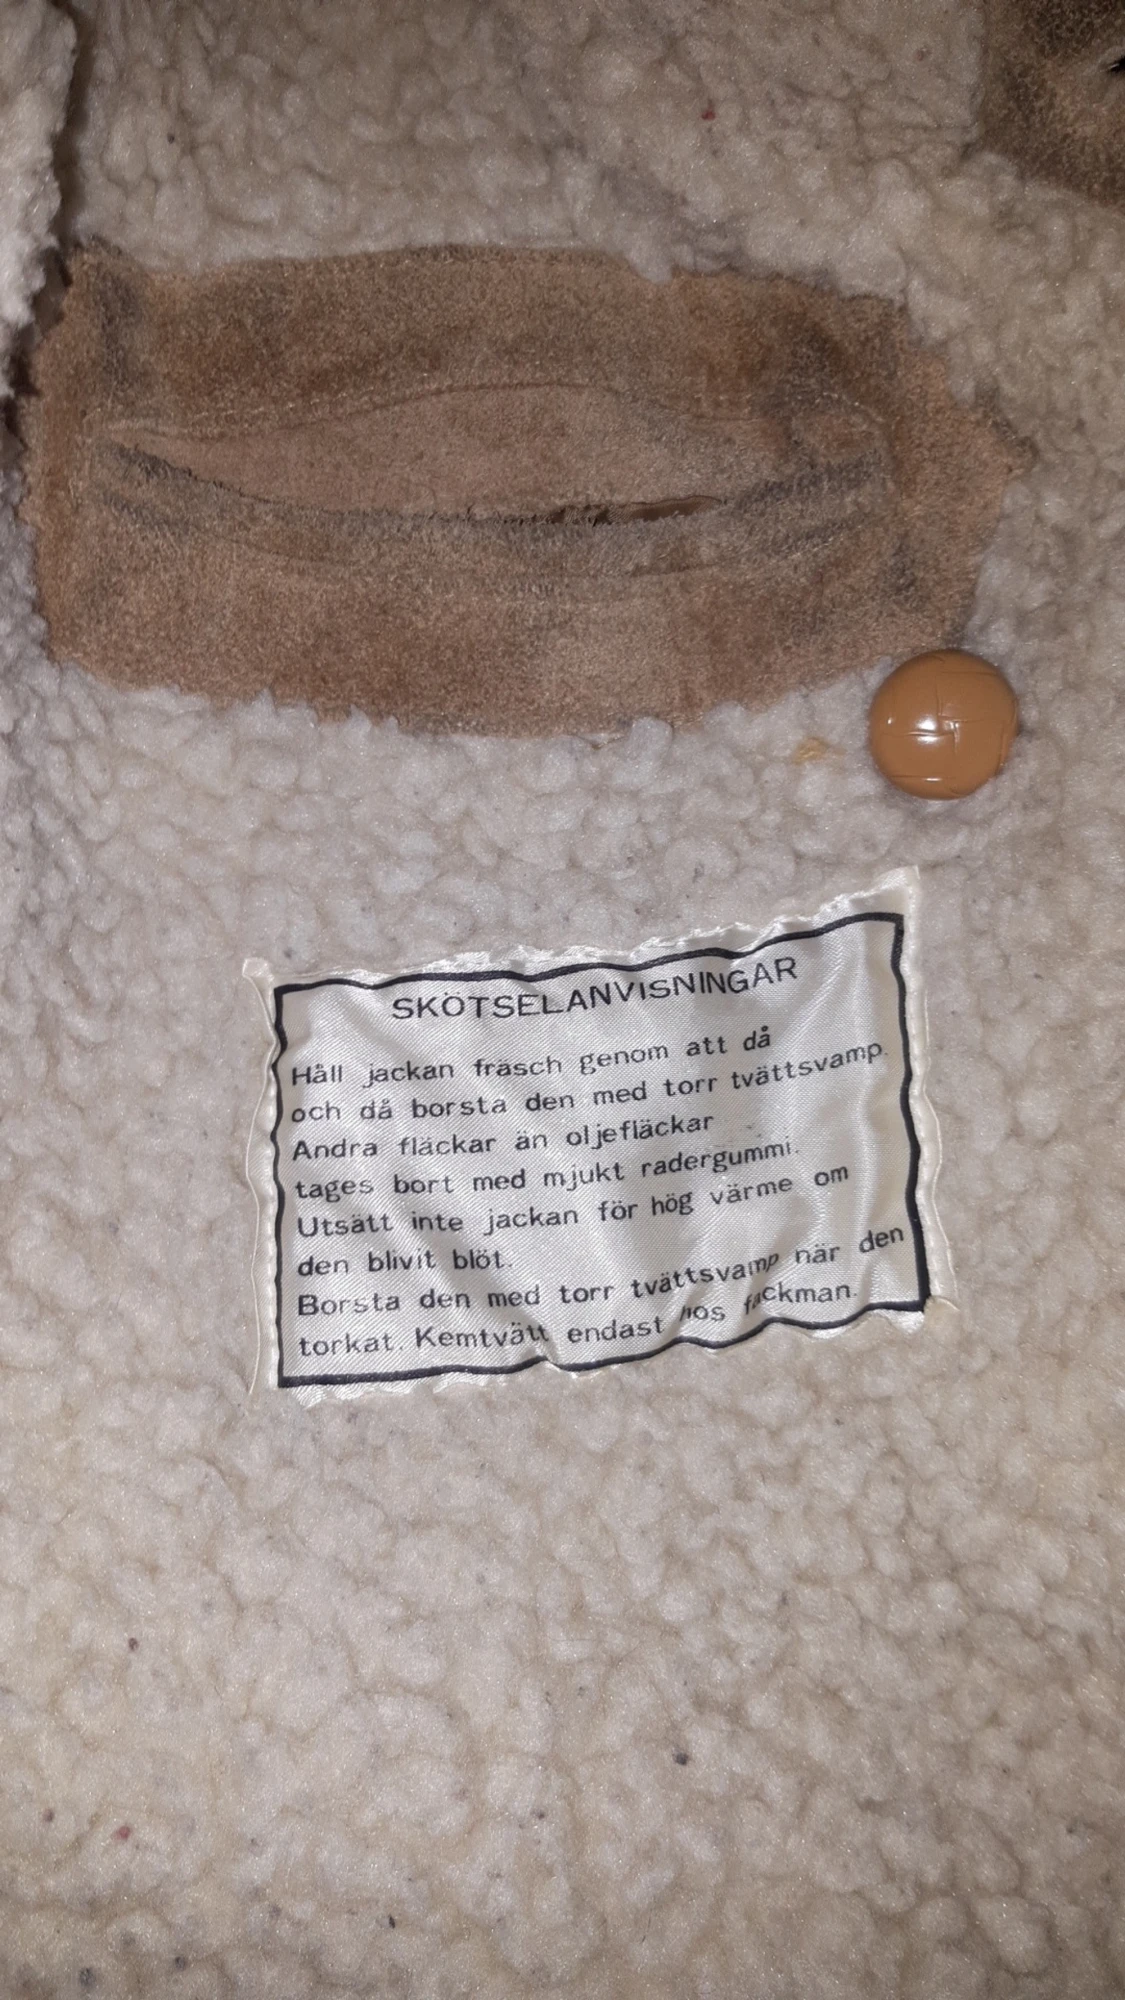 SKÖTSELANVISNINGAR
Håll jackan fräsch genom att då
och då borsta den med torr tvättsvamp.
Andra fläckar än oljefläckar
tages bort med mjukt radergummi.
Utsätt inte jackan för hög värme om
den blivit blöt.
Borsta den med torr tvättsvamp när den
torkat. Kemtvätt endast hos fackman.